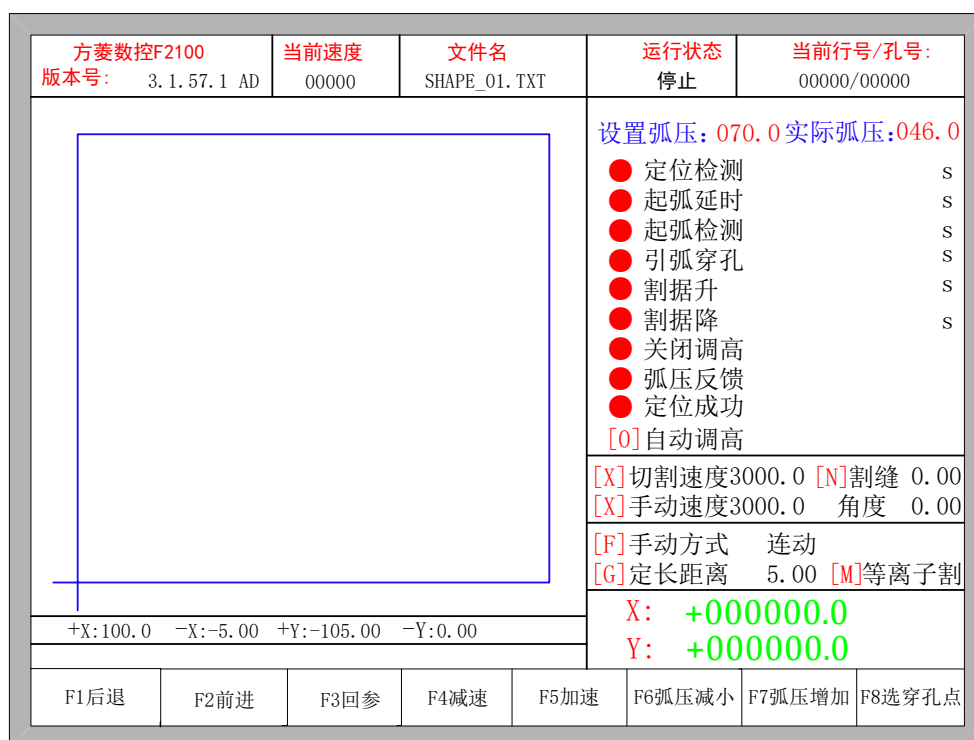 方菱数控F2100 当前速度 文件名 运行状态 当前行号/孔号:
版本号: 3.1.57.1 AD 00000 SHAPE_01.TXT 停止 00000/00000
设置弧压: 070.0 实际弧压:046.0
定位检测 s
起弧延时 s
起弧检测 s
引弧穿孔 s
割据升 s
割据降 s
关闭调高
弧压反馈
定位成功
[O]自动调高
[X]切割速度3000.0 [N]割缝 0.00
[X]手动速度3000.0 角度 0.00
[F]手动方式 连动
[G]定长距离 5.00 [M]等离子割
X: +000000.0
Y: +000000.0
+X:100.0 -X:-5.00 +Y:-105.00 -Y:0.00
F1后退 F2前进 F3回参 F4减速 F5加速 F6弧压减小 F7弧压增加 F8选穿孔点